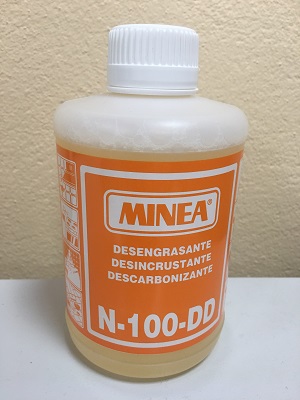 MINEA®
DESENGRASANTE
DESINCRUSTANTE
DESCARBONIZANTE
N-100-DD